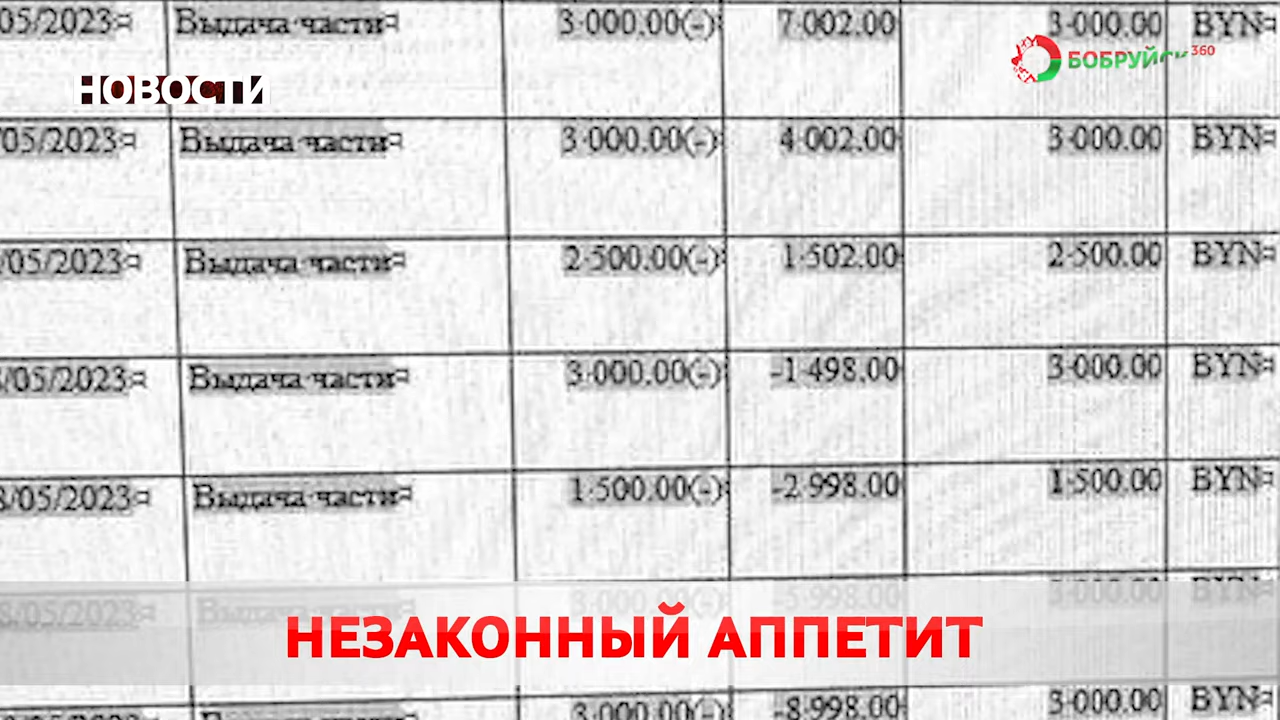 05/2023¤ Выдача части¤ 3·000.00(-) 7·002.00 3·000.00 BYN¤
НОВОСТИ
БОБРУЙСК 360
/05/2023¤ Выдача·части¤ 3·000.00(-) 4·002.00 3·000.00 BYN¤
/05/2023¤ Выдача·части¤ 2·500.00(-) 1·502.00 2·500.00 BYN¤
/05/2023¤ Выдача·части¤ 3·000.00(-) -1·498.00 3·000.00 BYN¤
8/05/2023¤ Выдача·части¤ 1·500.00(-) -2·998.00 1·500.00 BYN¤
8/05/2023¤ Выдача·части¤ 3·000.00(-) -5·998.00 3·000.00 BYN
НЕЗАКОННЫЙ АППЕТИТ
3·000.00(-) -8·998.00 3·000.00 BYN¤